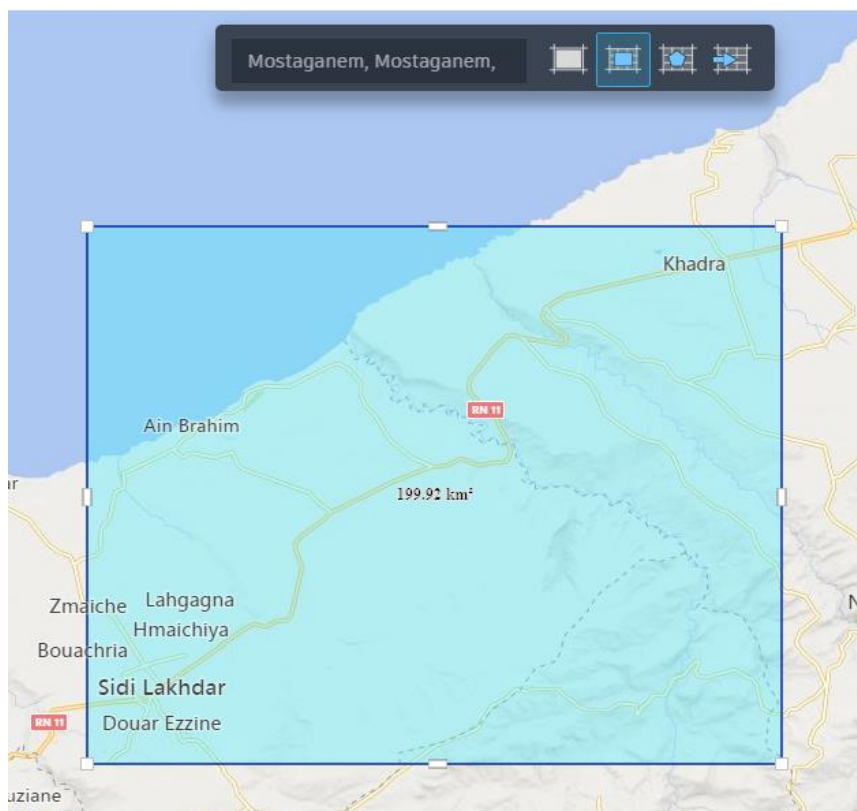 Mostaganem, Mostaganem,
Khadra
RN 11
Ain Brahim
199.92 km²
ar
Zmaiche
Lahgagna
Hmaichiya
Bouachria
Sidi Lakhdar
RN 11
Douar Ezzine
uziane
N